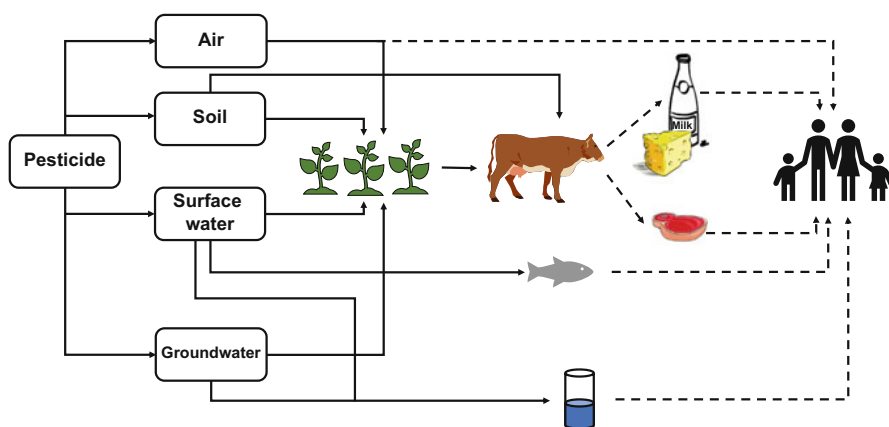 Air
Soil
Pesticide
Surface
water
Groundwater
Milk